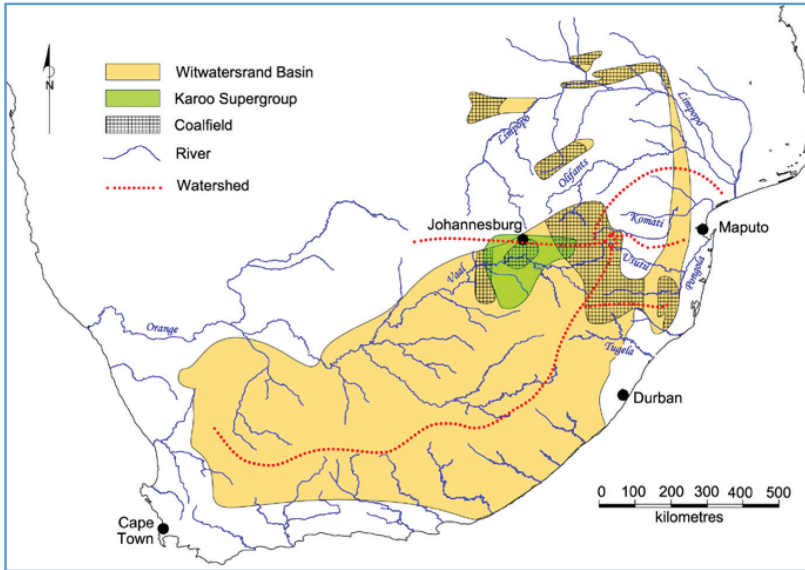 N
Witwatersrand Basin
Karoo Supergroup
Coalfield
River
Watershed
Limpopo
Limpopo
Olifants
Johannesburg
Komati
Maputo
Usutu
Vaal
Pongola
Orange
Tugela
Durban
0 100 200 300 400 500
kilometres
Cape
Town